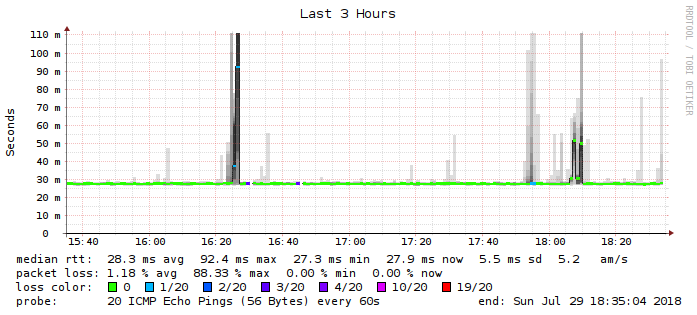 Last 3 Hours
RRDTOOL / TOBI OETIKER
Seconds
110 m
100 m
90 m
80 m
70 m
60 m
50 m
40 m
30 m
20 m
10 m
0
15:40 16:00 16:20 16:40 17:00 17:20 17:40 18:00 18:20
median rtt: 28.3 ms avg 92.4 ms max 27.3 ms min 27.9 ms now 5.5 ms sd 5.2 am/s
packet loss: 1.18 % avg 88.33 % max 0.00 % min 0.00 % now
loss color: 0 1/20 2/20 3/20 4/20 10/20 19/20
probe: 20 ICMP Echo Pings (56 Bytes) every 60s end: Sun Jul 29 18:35:04 2018